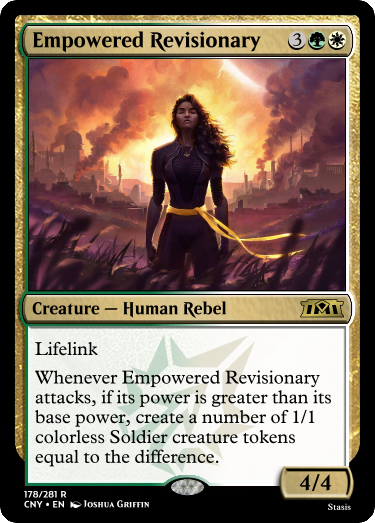 Empowered Revisionary 3
Creature — Human Rebel
Lifelink
Whenever Empowered Revisionary
attacks, if its power is greater than its
base power, create a number of 1/1
colorless Soldier creature tokens
equal to the difference.
4/4
178/281 R
CNY • EN Joshua Griffin
Stasis